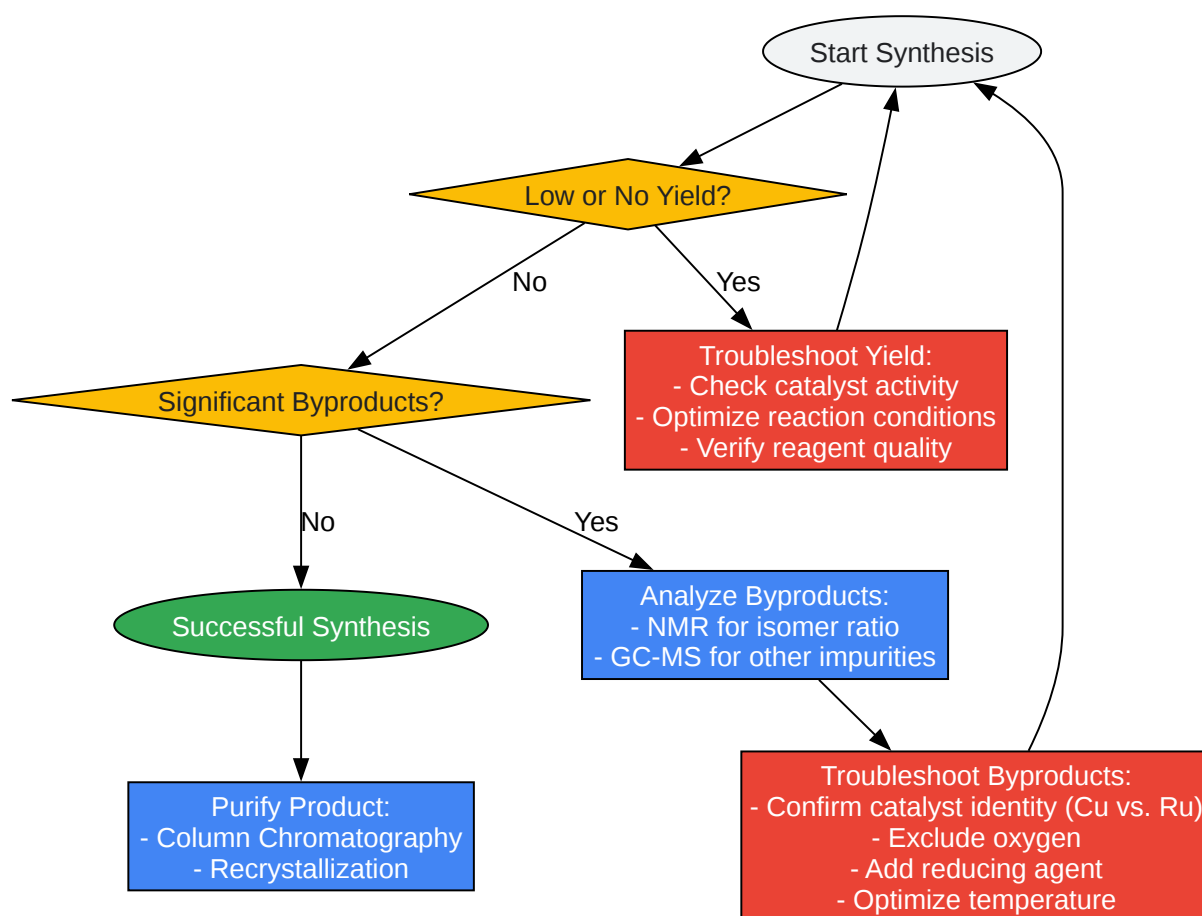 Start Synthesis
Low or No Yield?
No
Yes
Troubleshoot Yield:
- Check catalyst activity
- Optimize reaction conditions
- Verify reagent quality
Significant Byproducts?
No
Yes
Analyze Byproducts:
- NMR for isomer ratio
- GC-MS for other impurities
Successful Synthesis
Purify Product:
- Column Chromatography
- Recrystallization
Troubleshoot Byproducts:
- Confirm catalyst identity (Cu vs. Ru)
- Exclude oxygen
- Add reducing agent
- Optimize temperature